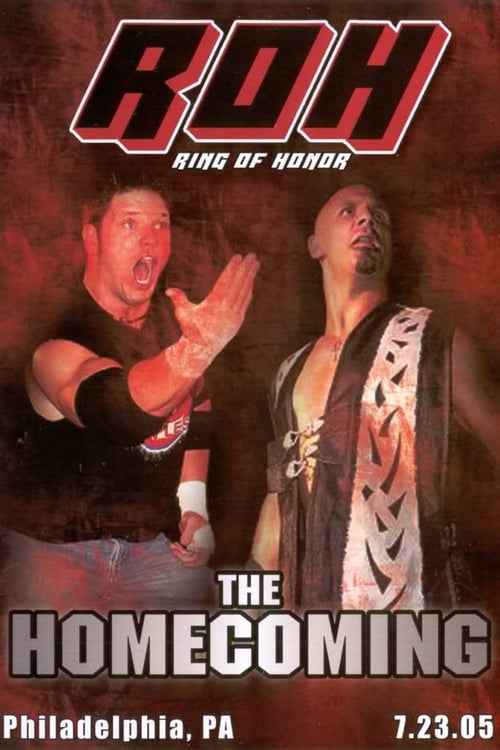 ROH
RING OF HONOR
THE
HOMECOMING
Philadelphia, PA 7.23.05